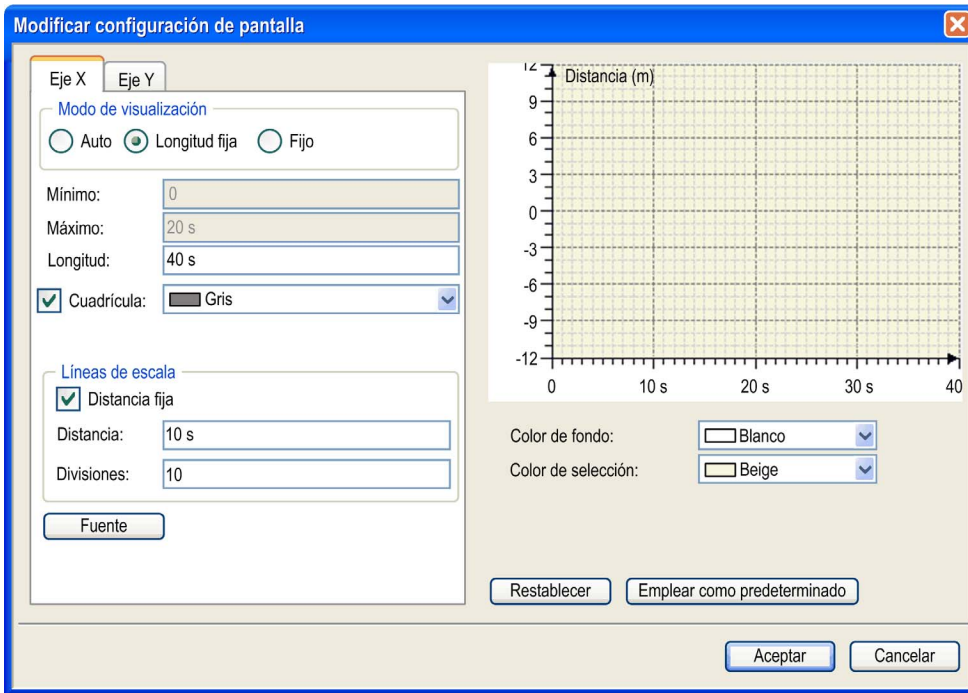 Modificar configuración de pantalla
Eje X Eje Y
Modo de visualización
Auto Longitud fija Fijo
Mínimo: 0
Máximo: 20 s
Longitud: 40 s
Cuadrícula: Gris
Líneas de escala
Distancia fija
Distancia: 10 s
Divisiones: 10
Fuente
Distancia (m)
12
9
6
3
0
-3
-6
-9
-12
0 10 s 20 s 30 s 40
Color de fondo: Blanco
Color de selección: Beige
Restablecer Emplear como predeterminado
Aceptar Cancelar